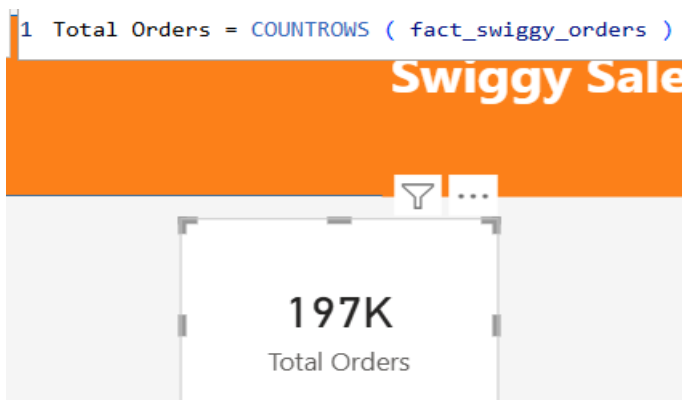 1 Total Orders = COUNTROWS ( fact_swiggy_orders )
Swiggy Sale
197K
Total Orders